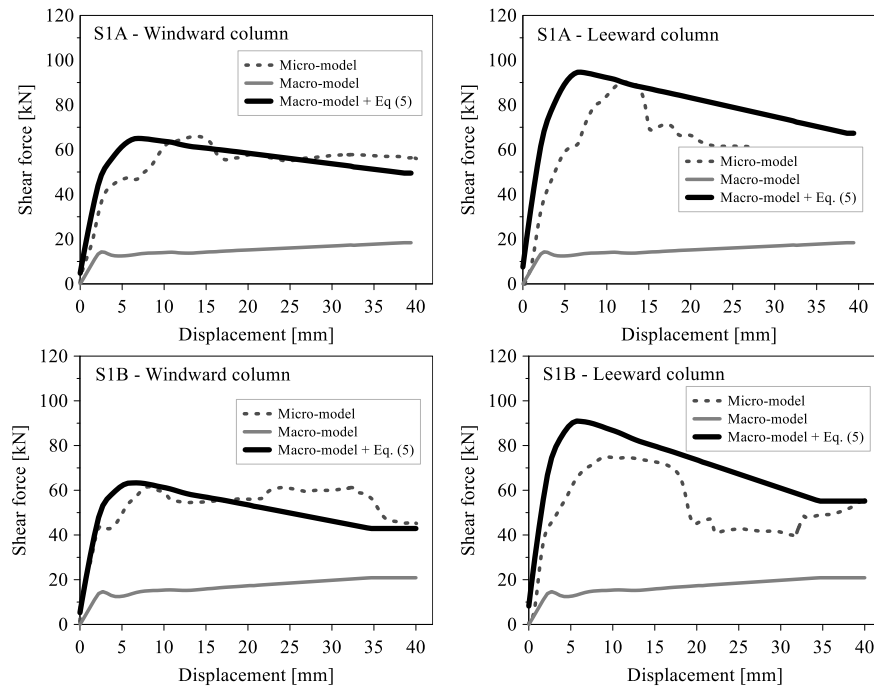 S1A - Windward column
Shear force [kN]
120
100
80
60
40
20
0
Micro-model
Macro-model
Macro-model + Eq (5)
0 5 10 15 20 25 30 35 40
Displacement [mm]
S1A - Leeward column
Shear force [kN]
120
100
80
60
40
20
0
Micro-model
Macro-model
Macro-model + Eq. (5)
0 5 10 15 20 25 30 35 40
Displacement [mm]
S1B - Windward column
Shear force [kN]
120
100
80
60
40
20
0
Micro-model
Macro-model
Macro-model + Eq. (5)
0 5 10 15 20 25 30 35 40
Displacement [mm]
S1B - Leeward column
Shear force [kN]
120
100
80
60
40
20
0
Micro-model
Macro-model
Macro-model + Eq. (5)
0 5 10 15 20 25 30 35 40
Displacement [mm]